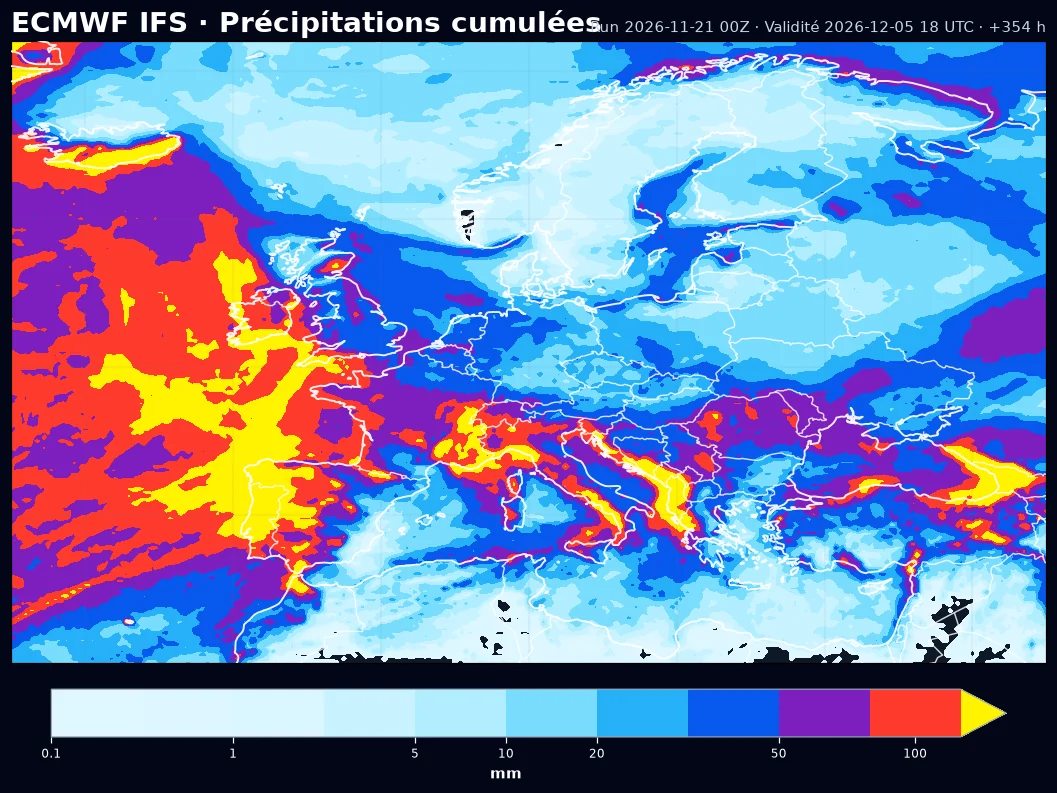 ECMWF IFS · Précipitations cumulées
Run 2026-11-21 00Z · Validité 2026-12-05 18 UTC · +354 h
0.1 1 5 10 20 50 100
mm